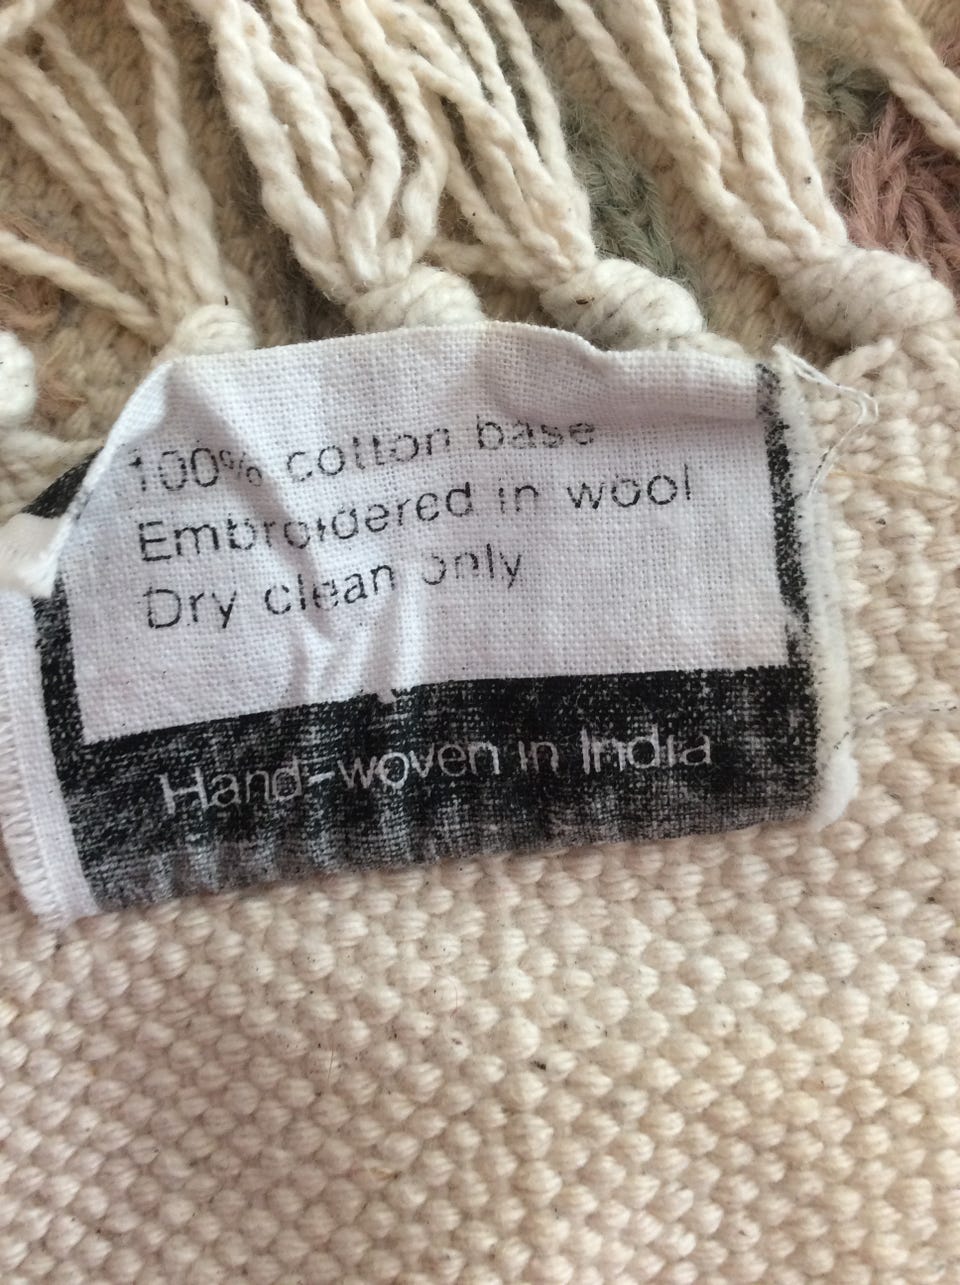 100% cotton base
Embroidered in wool
Dry clean only
Hand-woven in India